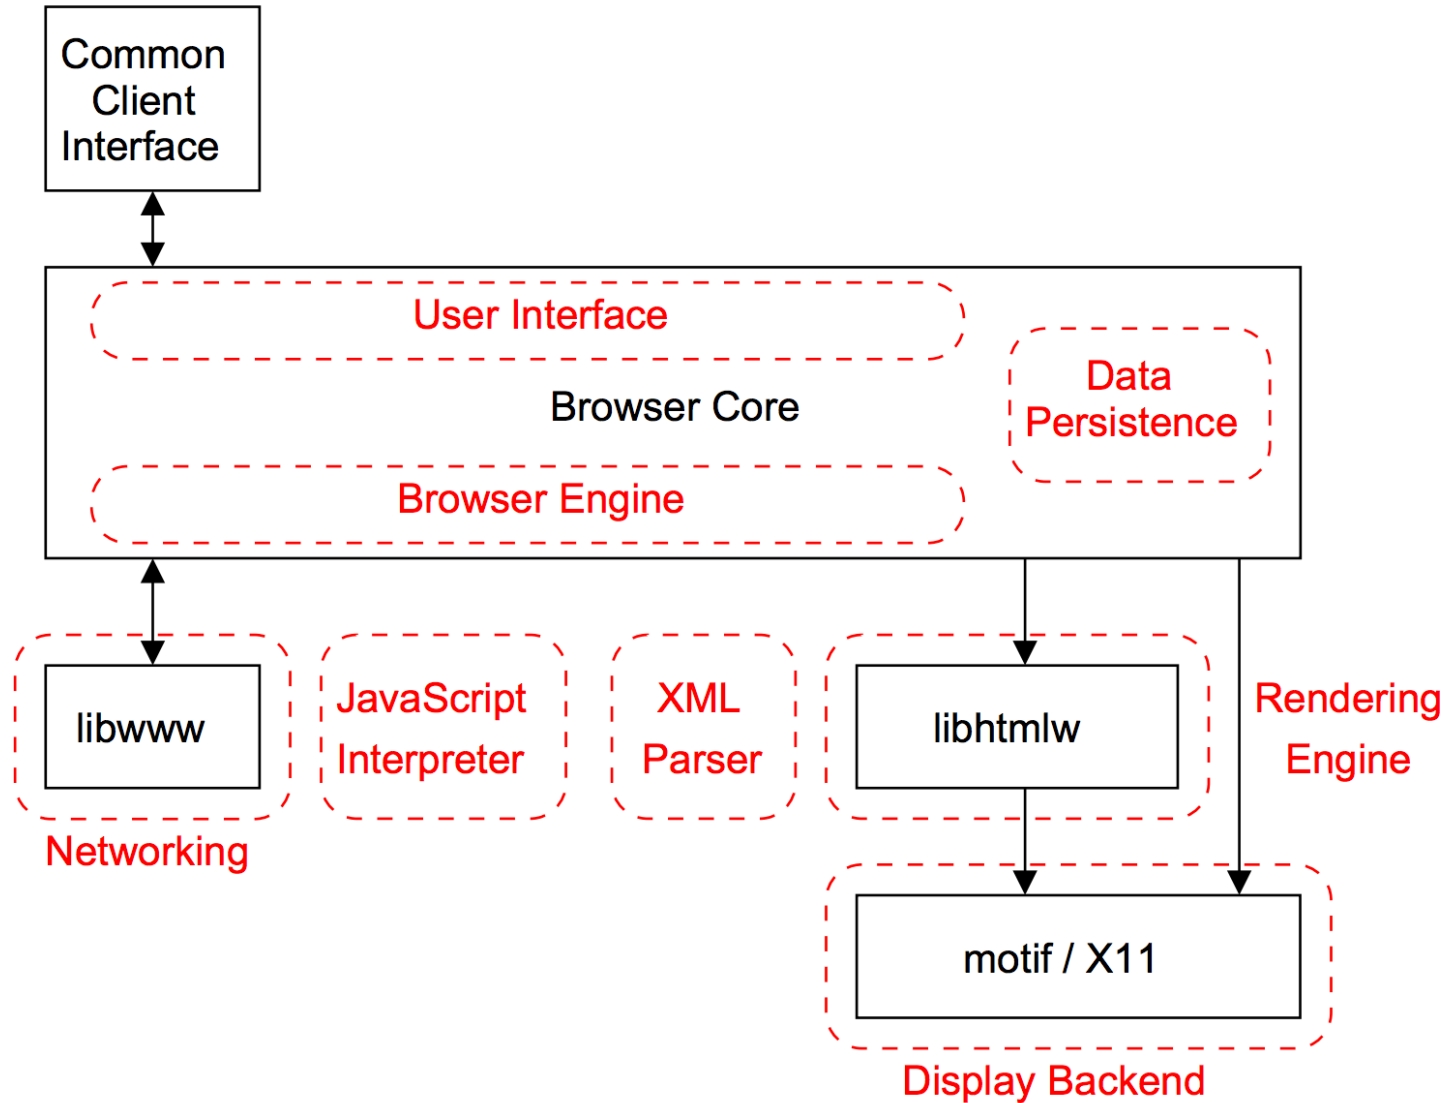 Common
Client
Interface
User Interface
Browser Core
Data
Persistence
Browser Engine
libwww
Networking
JavaScript
Interpreter
XML
Parser
libhtmlw
Rendering
Engine
motif / X11
Display Backend